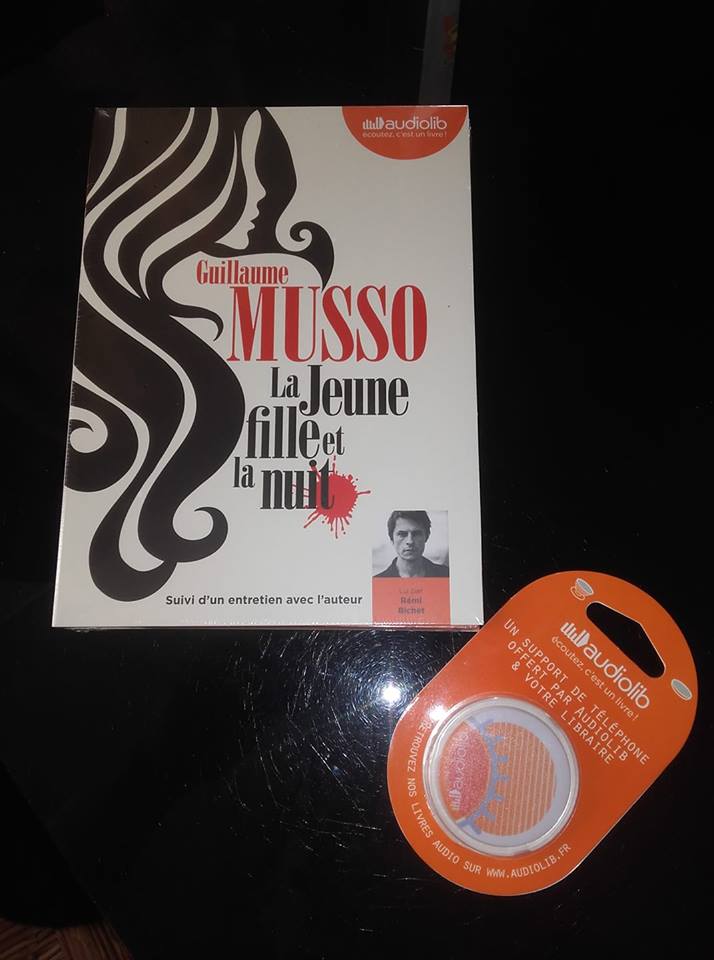 audiolib
écoutez, c'est un livre !
Guillaume
MUSSO
La Jeune
fille et
la nuit
Suivi d'un entretien avec l'auteur
Lu par
Rémi
Bichet
audiolib
écoutez, c'est un livre !
UN SUPPORT DE TÉLÉPHONE
OFFERT PAR AUDIOLIB
& VOTRE LIBRAIRE
audiolib
RETROUVEZ NOS LIVRES AUDIO SUR WWW.AUDIOLIB.FR